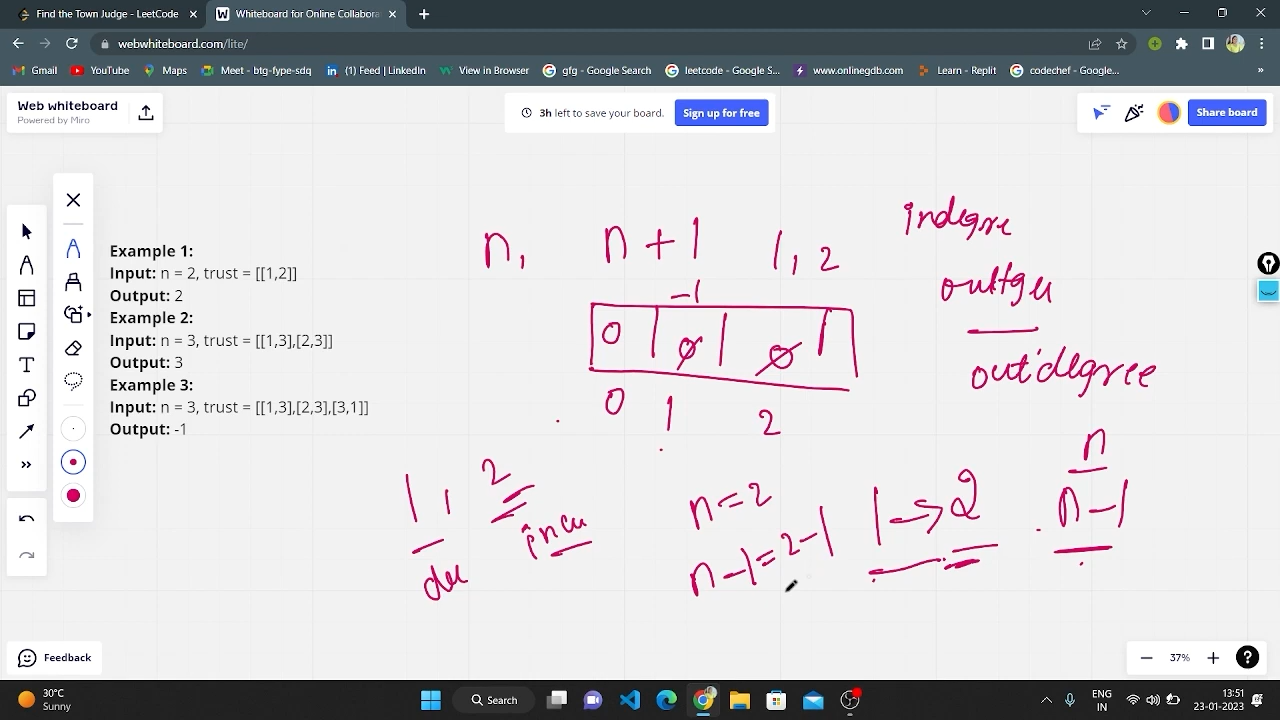 Find the Town Judge - LeetCode
Whiteboard for Online Collabora
webwhiteboard.com/lite/
Gmail
YouTube
Maps
Meet - btg-fype-sdq
(1) Feed | LinkedIn
View in Browser
gfg - Google Search
leetcode - Google S...
www.onlinegdb.com
Learn - Replit
codechef - Google...
Web whiteboard
Powered by Miro
3h left to save your board.
Sign up for free
Share board
Example 1:
Input: n = 2, trust = [[1,2]]
Output: 2
Example 2:
Input: n = 3, trust = [[1,3],[2,3]]
Output: 3
Example 3:
Input: n = 3, trust = [[1,3],[2,3],[3,1]]
Output: -1
n, n + 1 1, 2
-1
0 0 0 1
0 1 2
outdegree
1, 2
n = 2
n - 1 = 2 - 1
1 → 2
n
n - 1
Feedback
37%
30°C
Sunny
Search
ENG
IN
13:51
23-01-2023